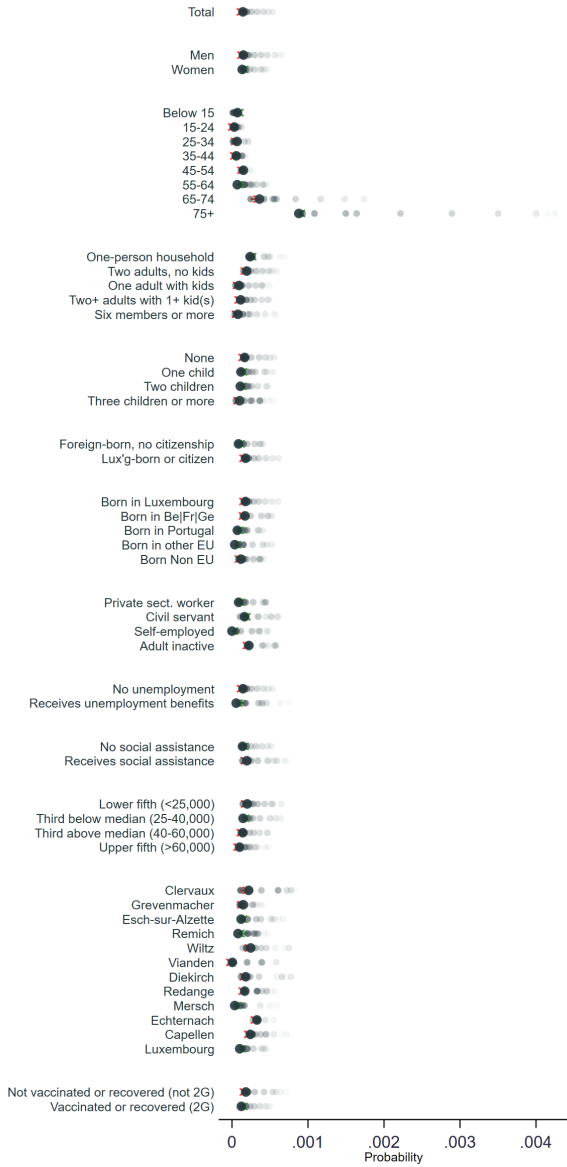 Total
Men
Women
Below 15
15-24
25-34
35-44
45-54
55-64
65-74
75+
One-person household
Two adults, no kids
One adult with kids
Two+ adults with 1+ kid(s)
Six members or more
None
One child
Two children
Three children or more
Foreign-born, no citizenship
Lux'g-born or citizen
Born in Luxembourg
Born in Be|Fr|Ge
Born in Portugal
Born in other EU
Born Non EU
Private sect. worker
Civil servant
Self-employed
Adult inactive
No unemployment
Receives unemployment benefits
No social assistance
Receives social assistance
Lower fifth (<25,000)
Third below median (25-40,000)
Third above median (40-60,000)
Upper fifth (>60,000)
Clervaux
Grevenmacher
Esch-sur-Alzette
Remich
Wiltz
Vianden
Diekirch
Redange
Mersch
Echternach
Capellen
Luxembourg
Not vaccinated or recovered (not 2G)
Vaccinated or recovered (2G)
0 .001 .002 .003 .004
Probability